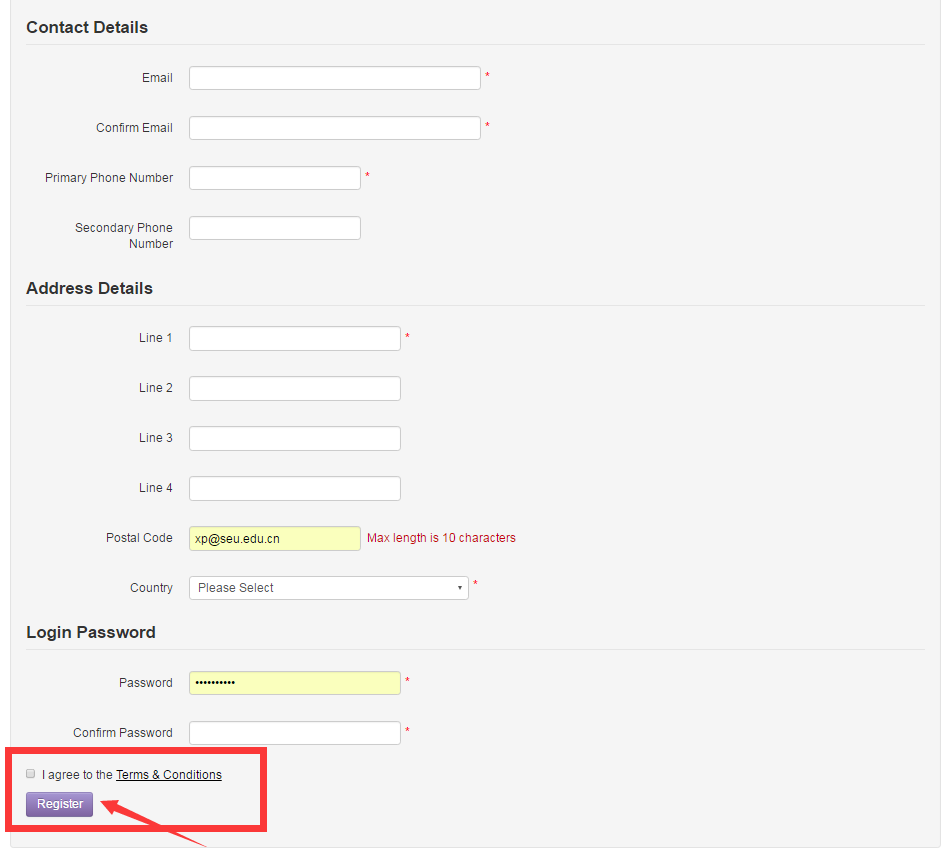 Contact Details
Email *
Confirm Email *
Primary Phone Number *
Secondary Phone
Number
Address Details
Line 1 *
Line 2
Line 3
Line 4
Postal Code xp@seu.edu.cn Max length is 10 characters
Country Please Select *
Login Password
Password •••••••••• *
Confirm Password *
I agree to the Terms & Conditions
Register